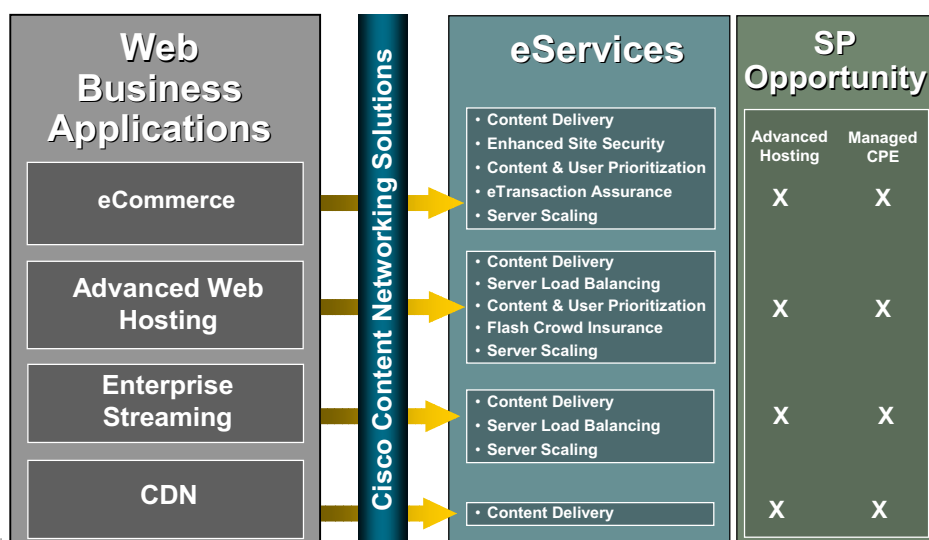 Web
Business
Applications
eCommerce
Advanced Web
Hosting
Enterprise
Streaming
CDN
Cisco Content Networking Solutions
eServices
• Content Delivery
• Enhanced Site Security
• Content & User Prioritization
• eTransaction Assurance
• Server Scaling
• Content Delivery
• Server Load Balancing
• Content & User Prioritization
• Flash Crowd Insurance
• Server Scaling
• Content Delivery
• Server Load Balancing
• Server Scaling
• Content Delivery
SP
Opportunity
Advanced Managed
Hosting CPE
X X
X X
X X
X X